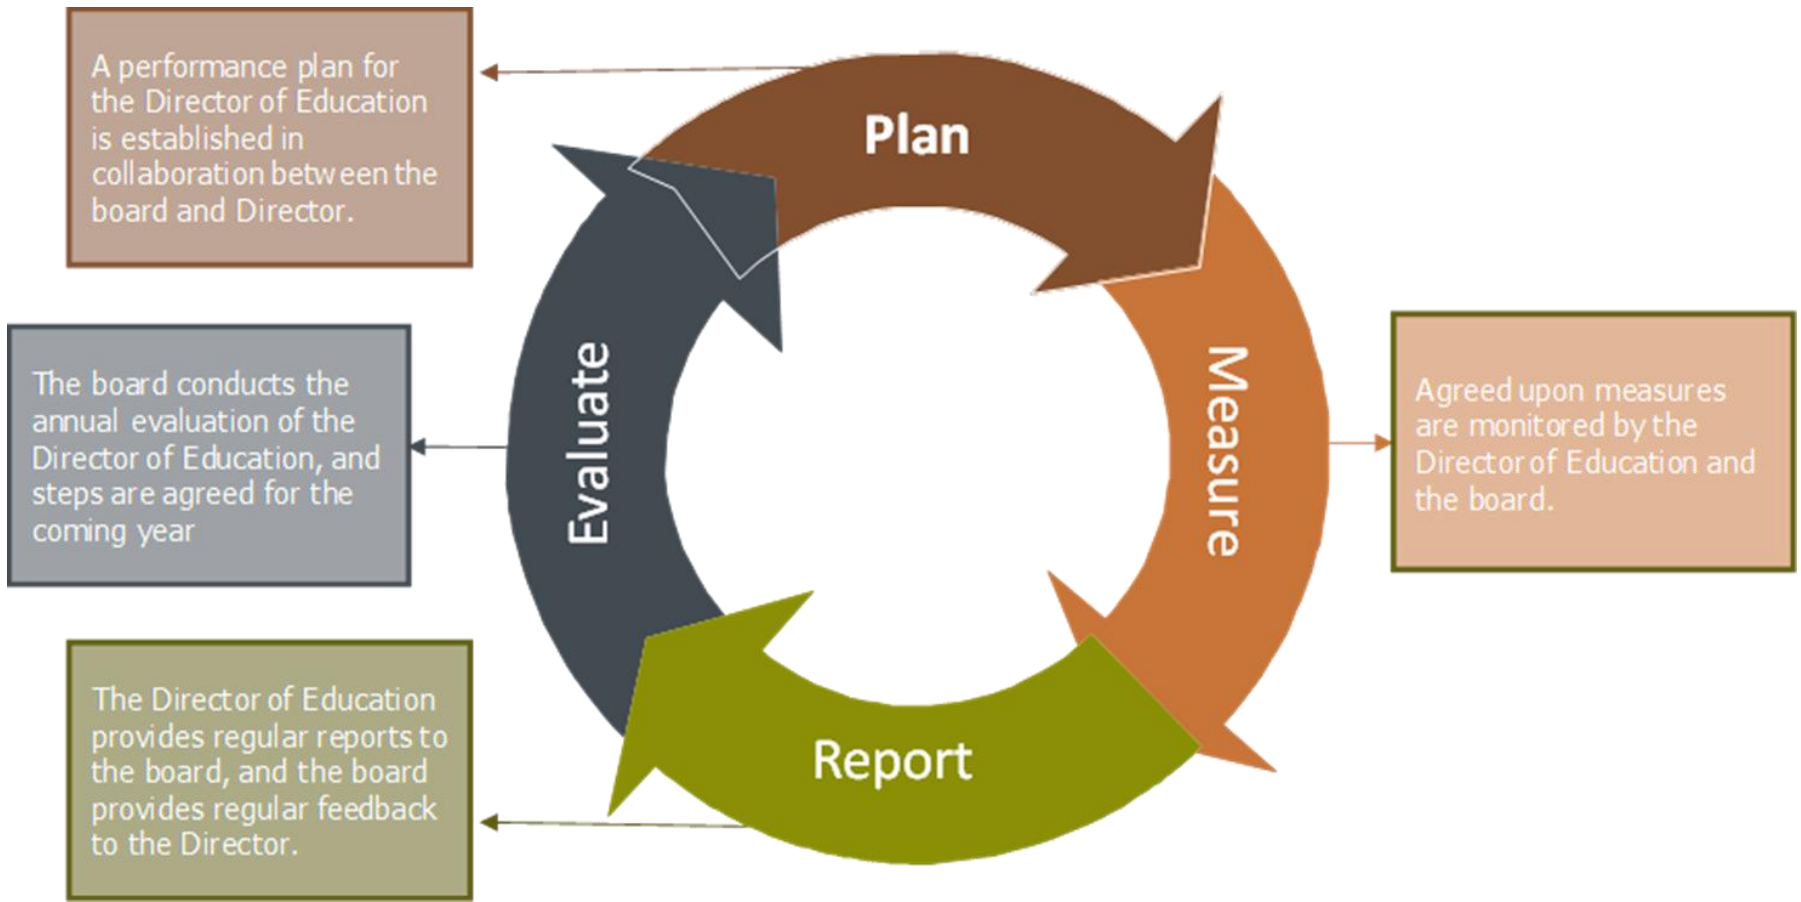 A performance plan for
the Director of Education
is established in
collaboration between the
board and Director.
Plan
Measure
Agreed upon measures
are monitored by the
Director of Education and
the board.
Report
The Director of Education
provides regular reports to
the board, and the board
provides regular feedback
to the Director.
Evaluate
The board conducts the
annual evaluation of the
Director of Education, and
steps are agreed for the
coming year